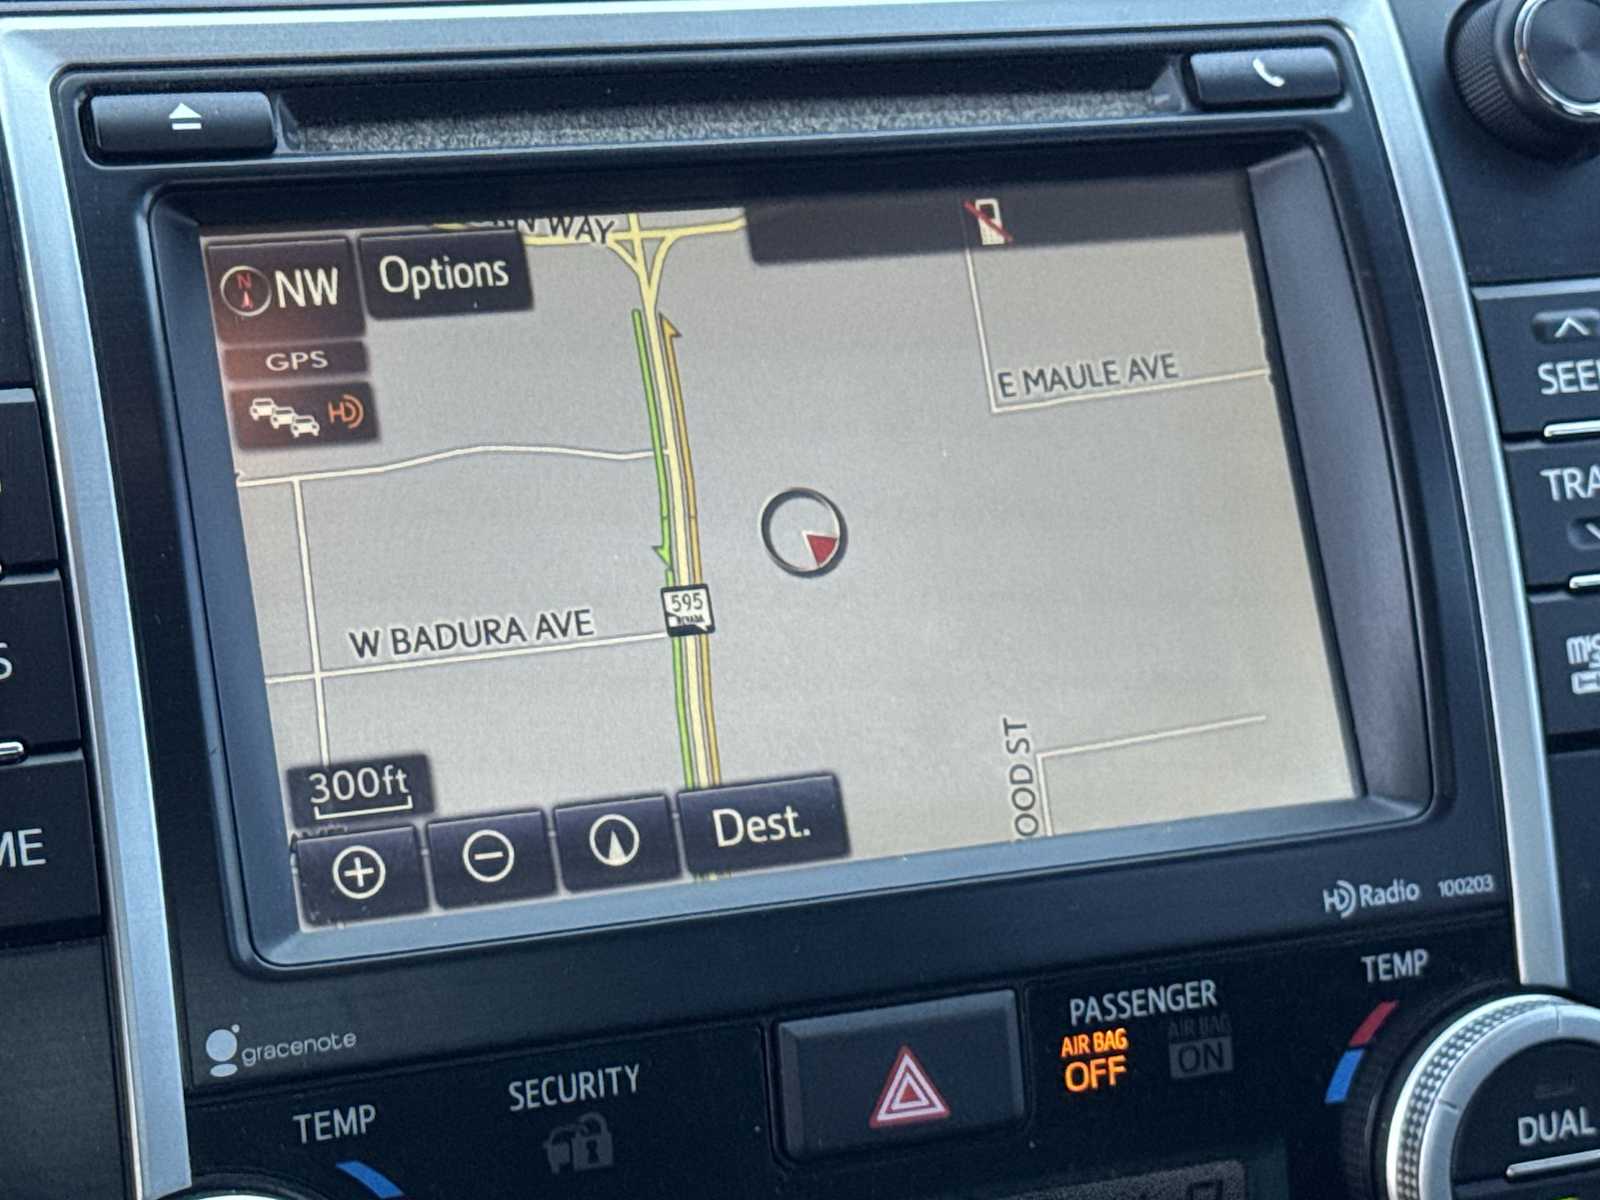 WAY
N
NW
Options
GPS
HD
E MAULE AVE
595
NEVADA
W BADURA AVE
300ft
Dest.
OOD ST
SEE
TRA
S
ME
HD Radio 100203
gracenote
TEMP
SECURITY
PASSENGER
AIR BAG
OFF
AIR BAG
ON
TEMP
DUAL